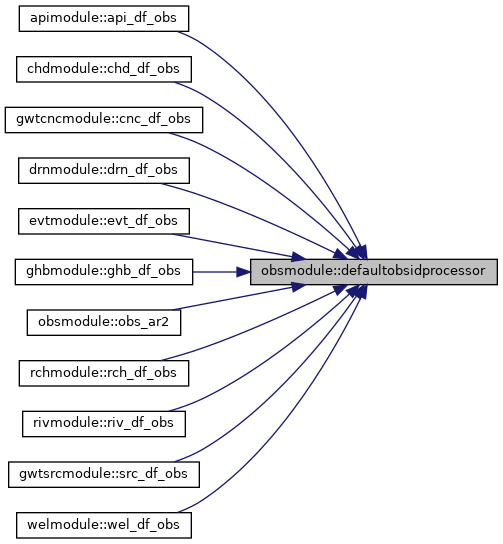 apimodule::api_df_obs
chdmodule::chd_df_obs
gwtcncmodule::cnc_df_obs
drnmodule::drn_df_obs
evtmodule::evt_df_obs
ghbmodule::ghb_df_obs
obsmodule::defaultobsidprocessor
obsmodule::obs_ar2
rchmodule::rch_df_obs
rivmodule::riv_df_obs
gwtsrcmodule::src_df_obs
welmodule::wel_df_obs